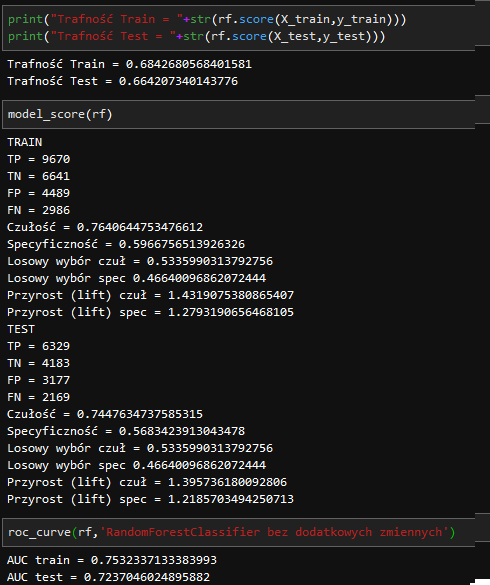 print("Trafność Train = "+str(rf.score(X_train,y_train)))
print("Trafność Test = "+str(rf.score(X_test,y_test)))
Trafność Train = 0.6842680568401581
Trafność Test = 0.664207340143776
model_score(rf)
TRAIN
TP = 9670
TN = 6641
FP = 4489
FN = 2986
Czułość = 0.7640644753476612
Specyficzność = 0.5966756513926326
Losowy wybór czuł = 0.5335990313792756
Losowy wybór spec 0.46640096862072444
Przyrost (lift) czuł = 1.4319075380865407
Przyrost (lift) spec = 1.2793190656468105
TEST
TP = 6329
TN = 4183
FP = 3177
FN = 2169
Czułość = 0.7447634737585315
Specyficzność = 0.5683423913043478
Losowy wybór czuł = 0.5335990313792756
Losowy wybór spec 0.46640096862072444
Przyrost (lift) czuł = 1.395736180092806
Przyrost (lift) spec = 1.2185703494250713
roc_curve(rf,'RandomForestClassifier bez dodatkowych zmiennych')
AUC train = 0.7532337133383993
AUC test = 0.7237046024895882